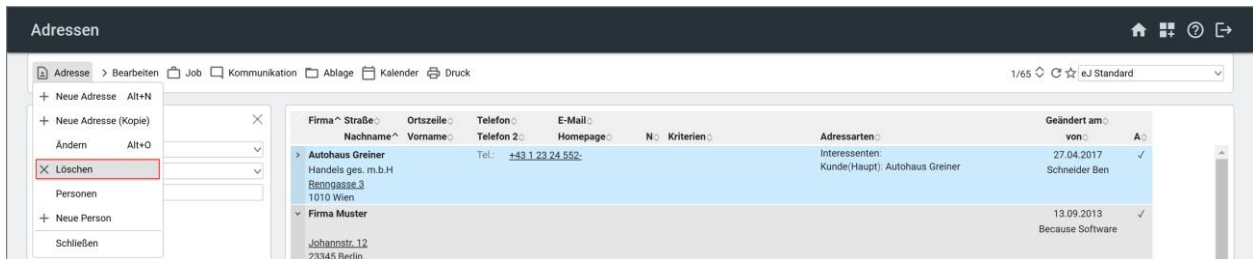 Adressen
Adresse Bearbeiten Job Kommunikation Ablage Kalender Druck 1/65 eJ Standard
Neue Adresse Alt+N
Neue Adresse (Kopie)
Ändern Alt+O
Löschen
Personen
Neue Person
Schließen
Firma Straße Ortszeile Telefon E-Mail Geändert am
Nachname Vorname Telefon 2 Homepage N Kriterien Adressarten von A
Autohaus Greiner Tel.: +43 1 23 24 552- Interessenten: 27.04.2017
Handels ges. m.b.H Kunde(Haupt): Autohaus Greiner Schneider Ben
Renngasse 3
1010 Wien
Firma Muster 13.09.2013
Because Software
Johannstr. 12
23345 Berlin